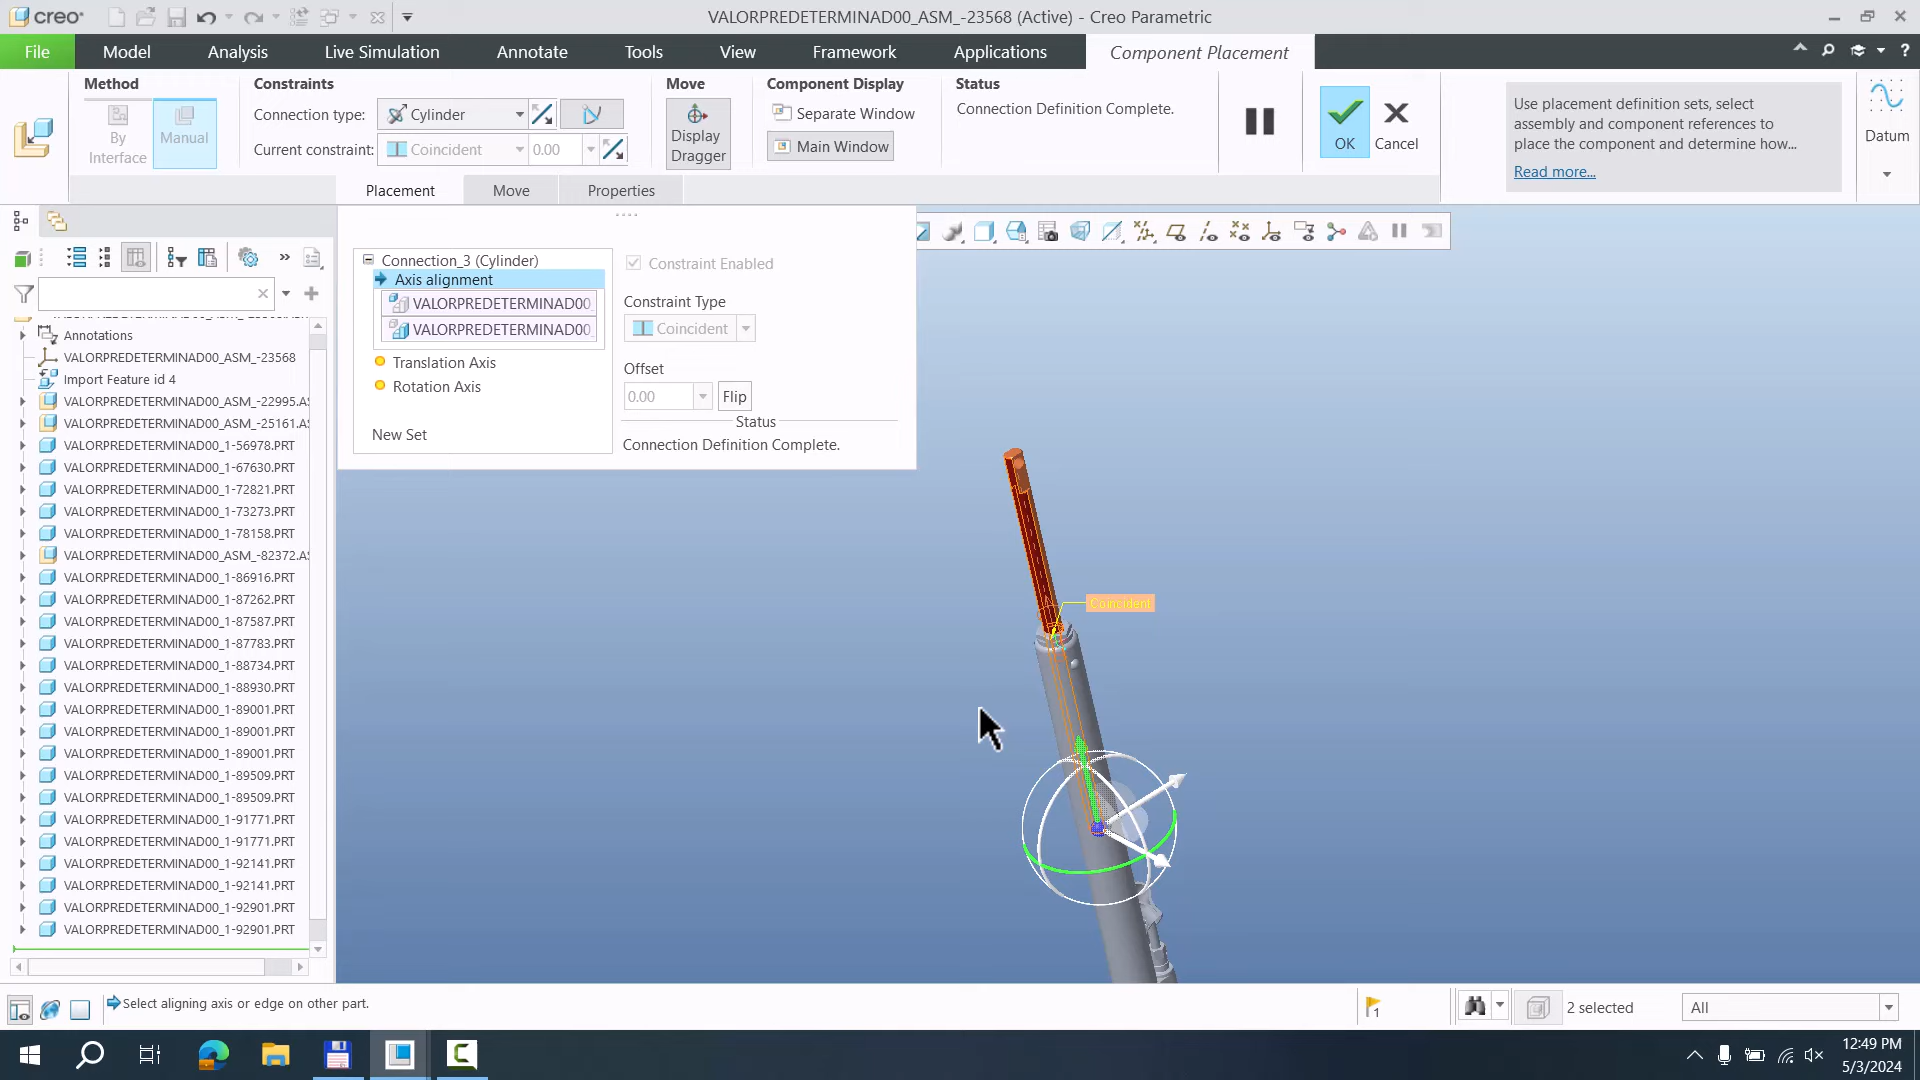 creo
VALORPREDETERMINAD00_ASM_-23568 (Active) - Creo Parametric
File Model Analysis Live Simulation Annotate Tools View Framework Applications Component Placement
Method
By Interface
Manual
Constraints
Connection type: Cylinder
Current constraint: Coincident 0.00
Move
Display Dragger
Component Display
Separate Window
Main Window
Status
Connection Definition Complete.
OK
Cancel
Use placement definition sets, select
assembly and component references to
place the component and determine how...
Read more...
Datum
Placement Move Properties
Connection_3 (Cylinder)
Axis alignment
VALORPREDETERMINAD00_
VALORPREDETERMINAD00_
Translation Axis
Rotation Axis
New Set
Constraint Enabled
Constraint Type
Coincident
Offset
0.00 Flip
Status
Connection Definition Complete.
Annotations
VALORPREDETERMINAD00_ASM_-23568
Import Feature id 4
VALORPREDETERMINAD00_ASM_-22995.AS
VALORPREDETERMINAD00_ASM_-25161.AS
VALORPREDETERMINAD00_1-56978.PRT
VALORPREDETERMINAD00_1-67630.PRT
VALORPREDETERMINAD00_1-72821.PRT
VALORPREDETERMINAD00_1-73273.PRT
VALORPREDETERMINAD00_1-78158.PRT
VALORPREDETERMINAD00_ASM_-82372.AS
VALORPREDETERMINAD00_1-86916.PRT
VALORPREDETERMINAD00_1-87262.PRT
VALORPREDETERMINAD00_1-87587.PRT
VALORPREDETERMINAD00_1-87783.PRT
VALORPREDETERMINAD00_1-88734.PRT
VALORPREDETERMINAD00_1-88930.PRT
VALORPREDETERMINAD00_1-89001.PRT
VALORPREDETERMINAD00_1-89001.PRT
VALORPREDETERMINAD00_1-89001.PRT
VALORPREDETERMINAD00_1-89509.PRT
VALORPREDETERMINAD00_1-89509.PRT
VALORPREDETERMINAD00_1-91771.PRT
VALORPREDETERMINAD00_1-91771.PRT
VALORPREDETERMINAD00_1-92141.PRT
VALORPREDETERMINAD00_1-92141.PRT
VALORPREDETERMINAD00_1-92901.PRT
VALORPREDETERMINAD00_1-92901.PRT
Coincident
Select aligning axis or edge on other part.
1
2 selected
All
12:49 PM
5/3/2024